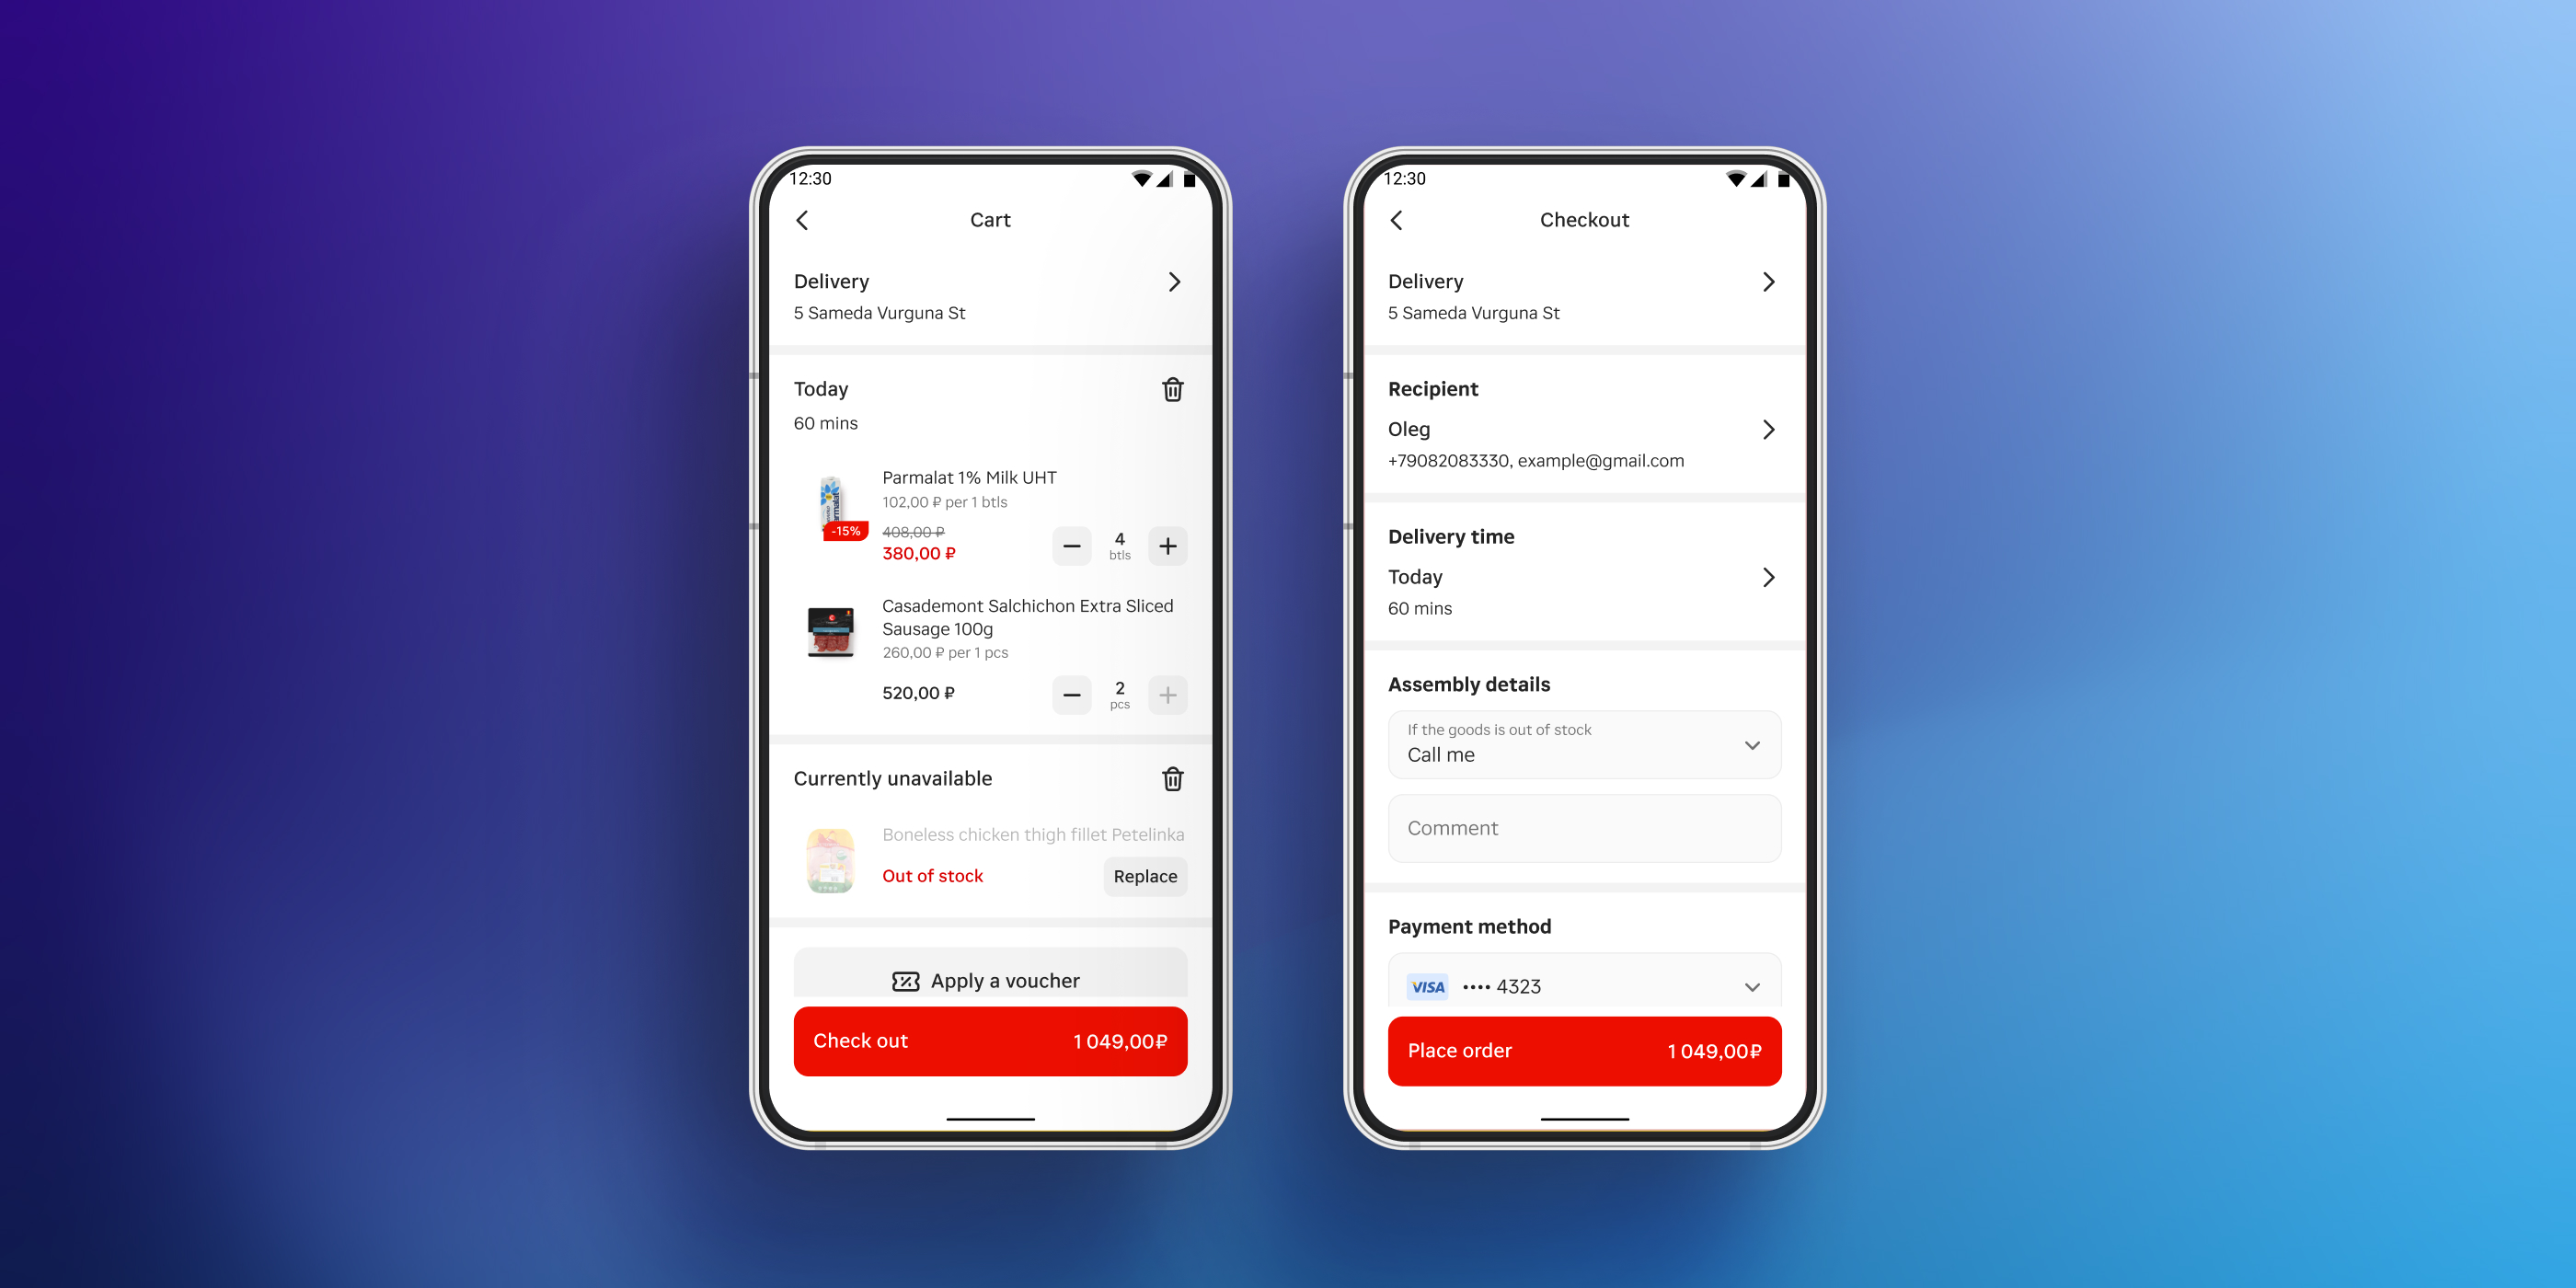 12:30
Cart
Delivery
5 Sameda Vurguna St
Today
60 mins
Parmalat 1% Milk UHT
102,00 ₽ per 1 btls
-15%
408,00 ₽
380,00 ₽
4
btls
Casademont Salchichon Extra Sliced
Sausage 100g
260,00 ₽ per 1 pcs
520,00 ₽
2
pcs
Currently unavailable
Boneless chicken thigh fillet Petelinka
Out of stock
Replace
Apply a voucher
Check out
1 049,00₽
12:30
Checkout
Delivery
5 Sameda Vurguna St
Recipient
Oleg
+79082083330, example@gmail.com
Delivery time
Today
60 mins
Assembly details
If the goods is out of stock
Call me
Comment
Payment method
VISA •••• 4323
Place order
1 049,00₽